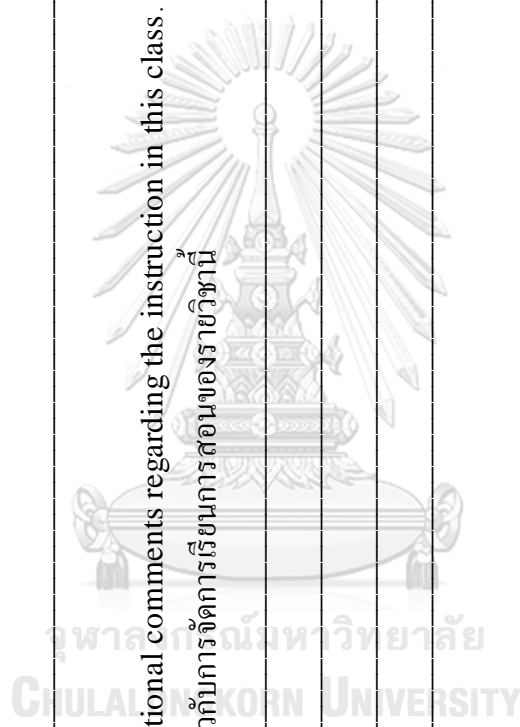 tional comments regarding the instruction in this class.
วกับการจัดการเรียนการสอนของรายวิชานี้
จุฬาลงกรณ์มหาวิทยาลัย
CHULALONGKORN UNIVERSITY